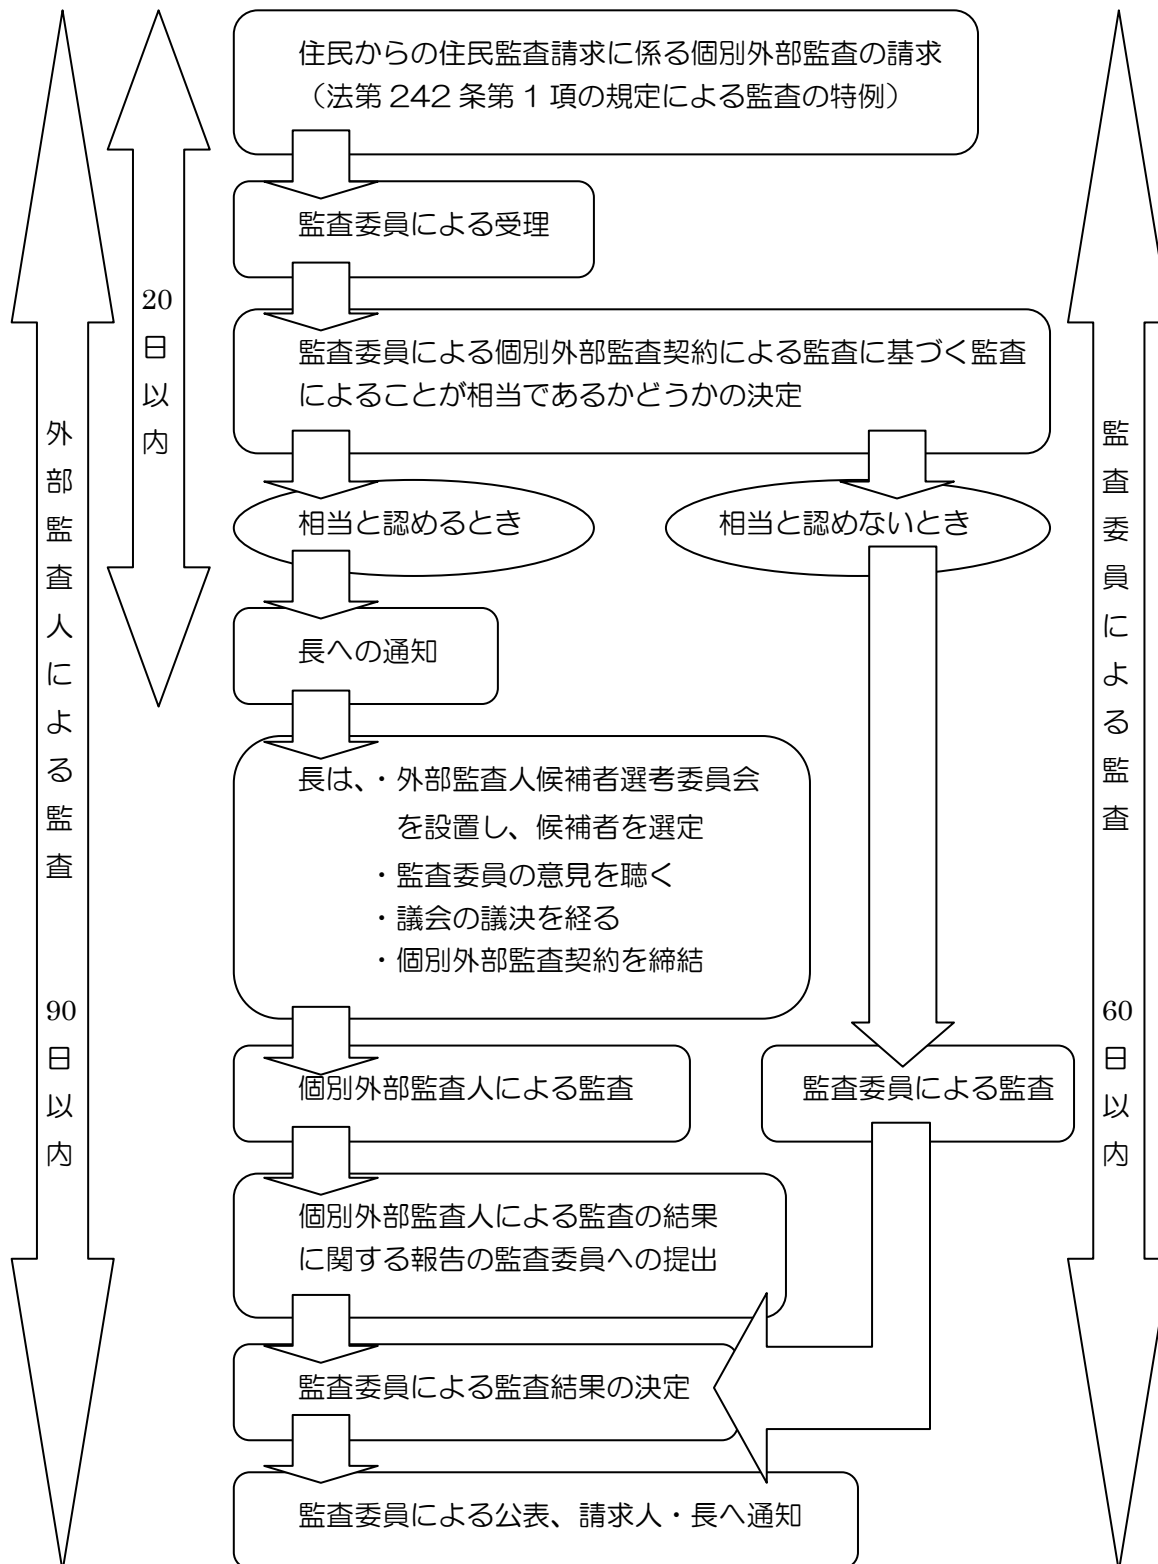 住民からの住民監査請求に係る個別外部監査の請求
（法第 242 条第 1 項の規定による監査の特例）
監査委員による受理
20日以内
監査委員による個別外部監査契約による監査に基づく監査
によることが相当であるかどうかの決定
外部監査人による監査 90日以内
監査委員による監査 60日以内
相当と認めるとき
相当と認めないとき
長への通知
長は、・外部監査人候補者選考委員会
を設置し、候補者を選定
・監査委員の意見を聴く
・議会の議決を経る
・個別外部監査契約を締結
個別外部監査人による監査
監査委員による監査
個別外部監査人による監査の結果
に関する報告の監査委員への提出
監査委員による監査結果の決定
監査委員による公表、請求人・長へ通知